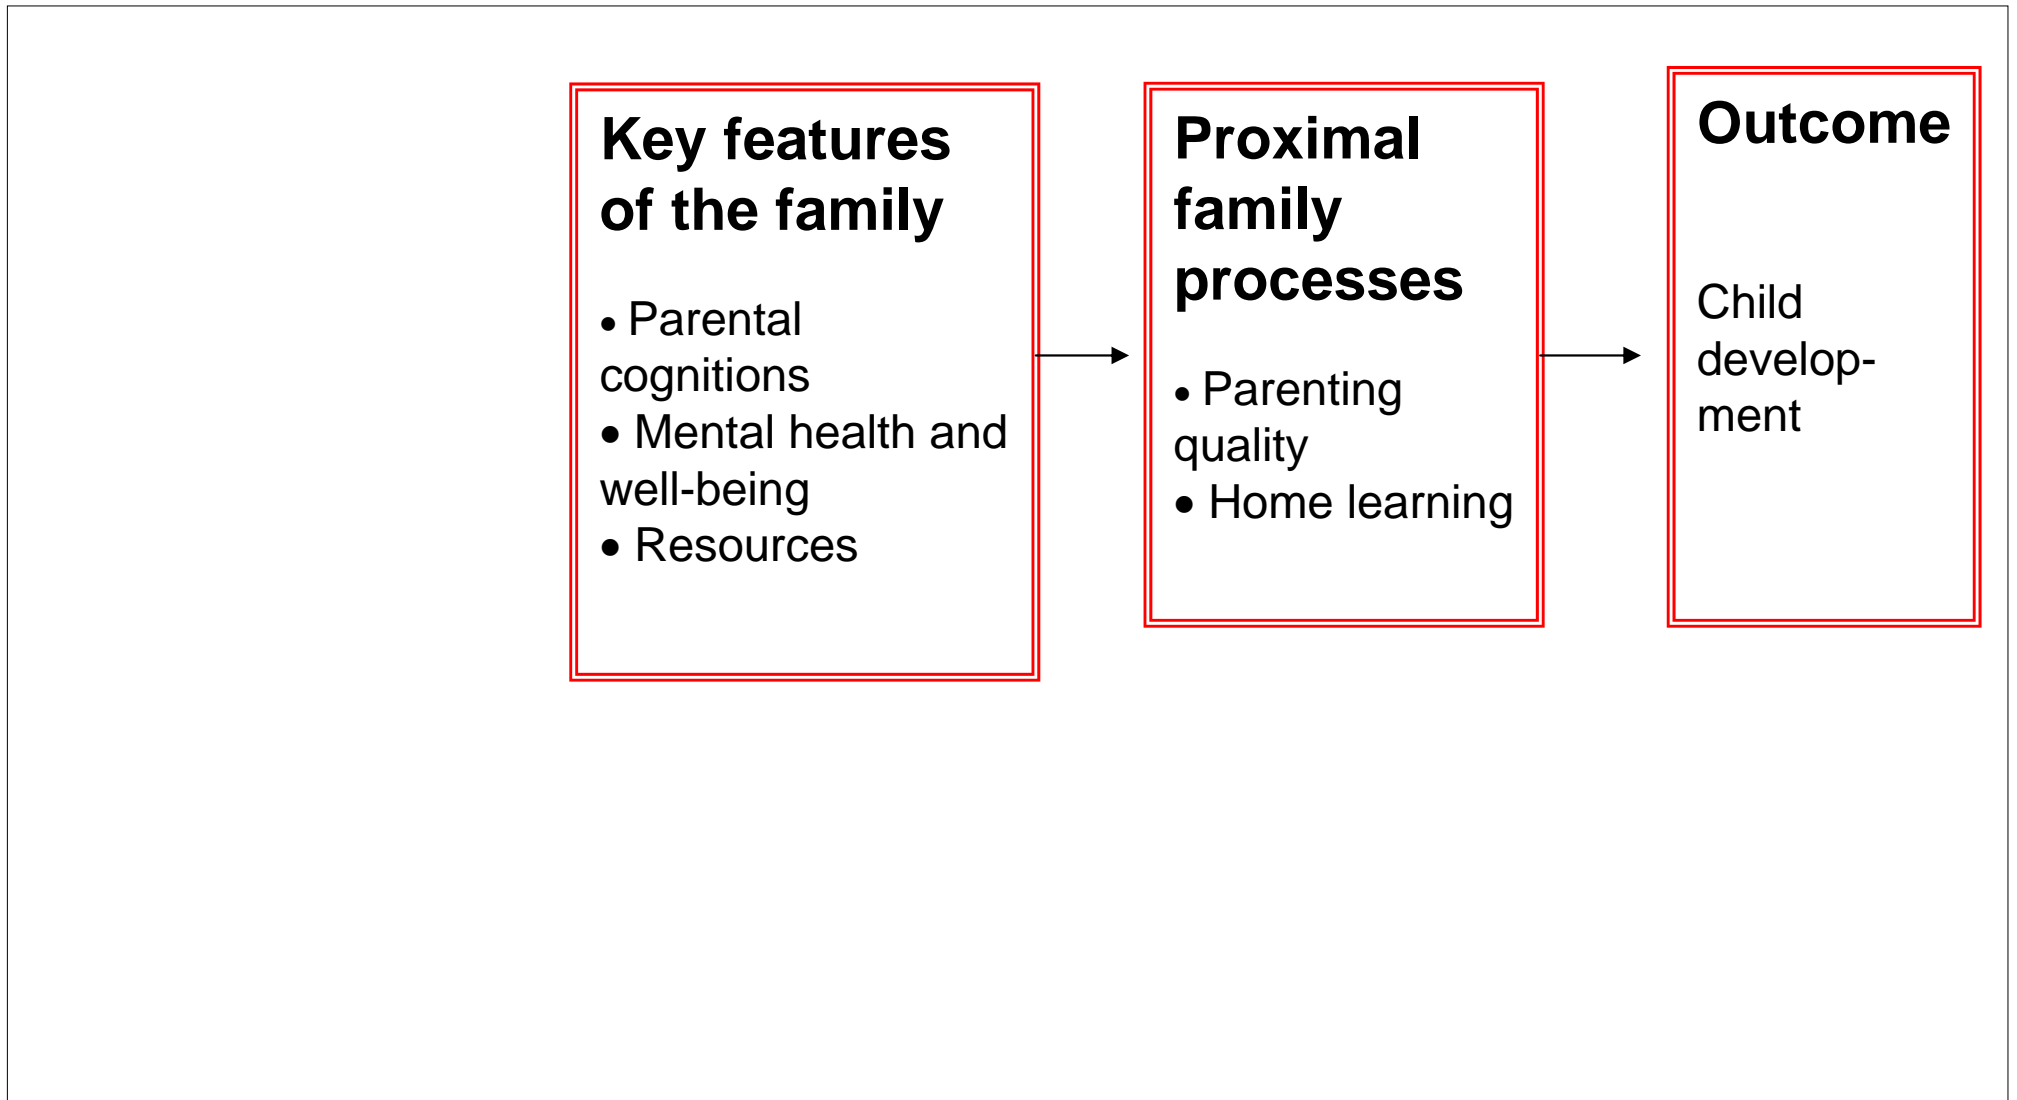 Key features
of the family
• Parental
cognitions
• Mental health and
well-being
• Resources
Proximal
family
processes
• Parenting
quality
• Home learning
Outcome
Child
develop-
ment